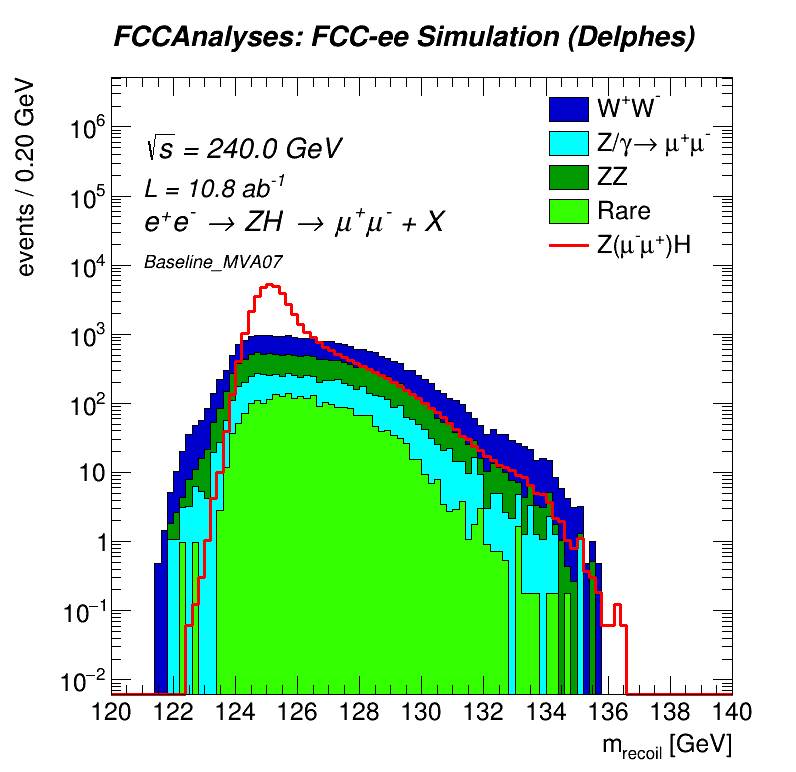 FCCAnalyses: FCC-ee Simulation (Delphes)
events / 0.20 GeV
√s = 240.0 GeV
L = 10.8 ab⁻¹
e⁺e⁻ → ZH → μ⁺μ⁻ + X
Baseline_MVA07
W⁺W⁻
Z/γ→ μ⁺μ⁻
ZZ
Rare
Z(μ⁻μ⁺)H
10⁶
10⁵
10⁴
10³
10²
10
1
10⁻¹
10⁻²
120 122 124 126 128 130 132 134 136 138 140
m_recoil [GeV]